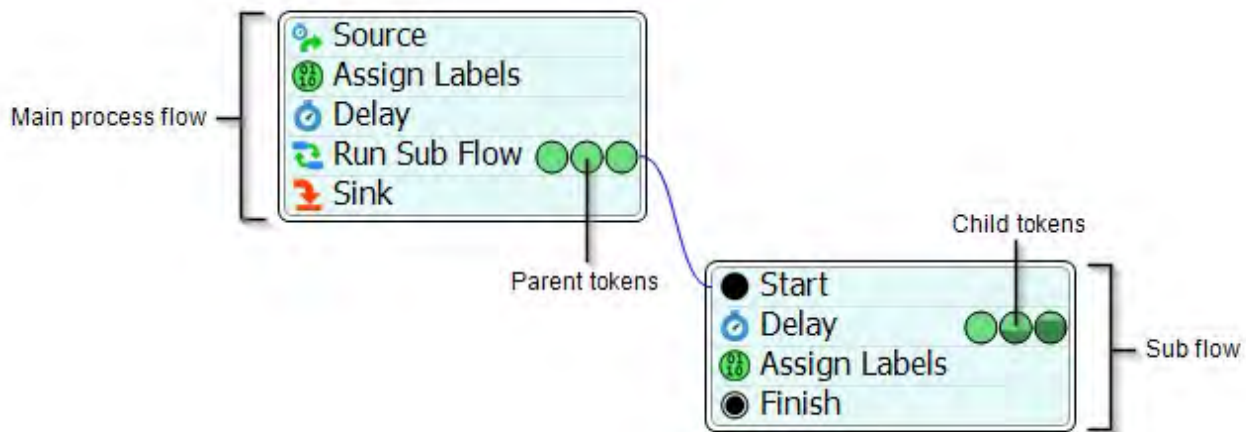 Source
Assign Labels
Main process flow
Delay
Run Sub Flow
Sink
Parent tokens
Child tokens
Start
Delay
Assign Labels
Finish
Sub flow